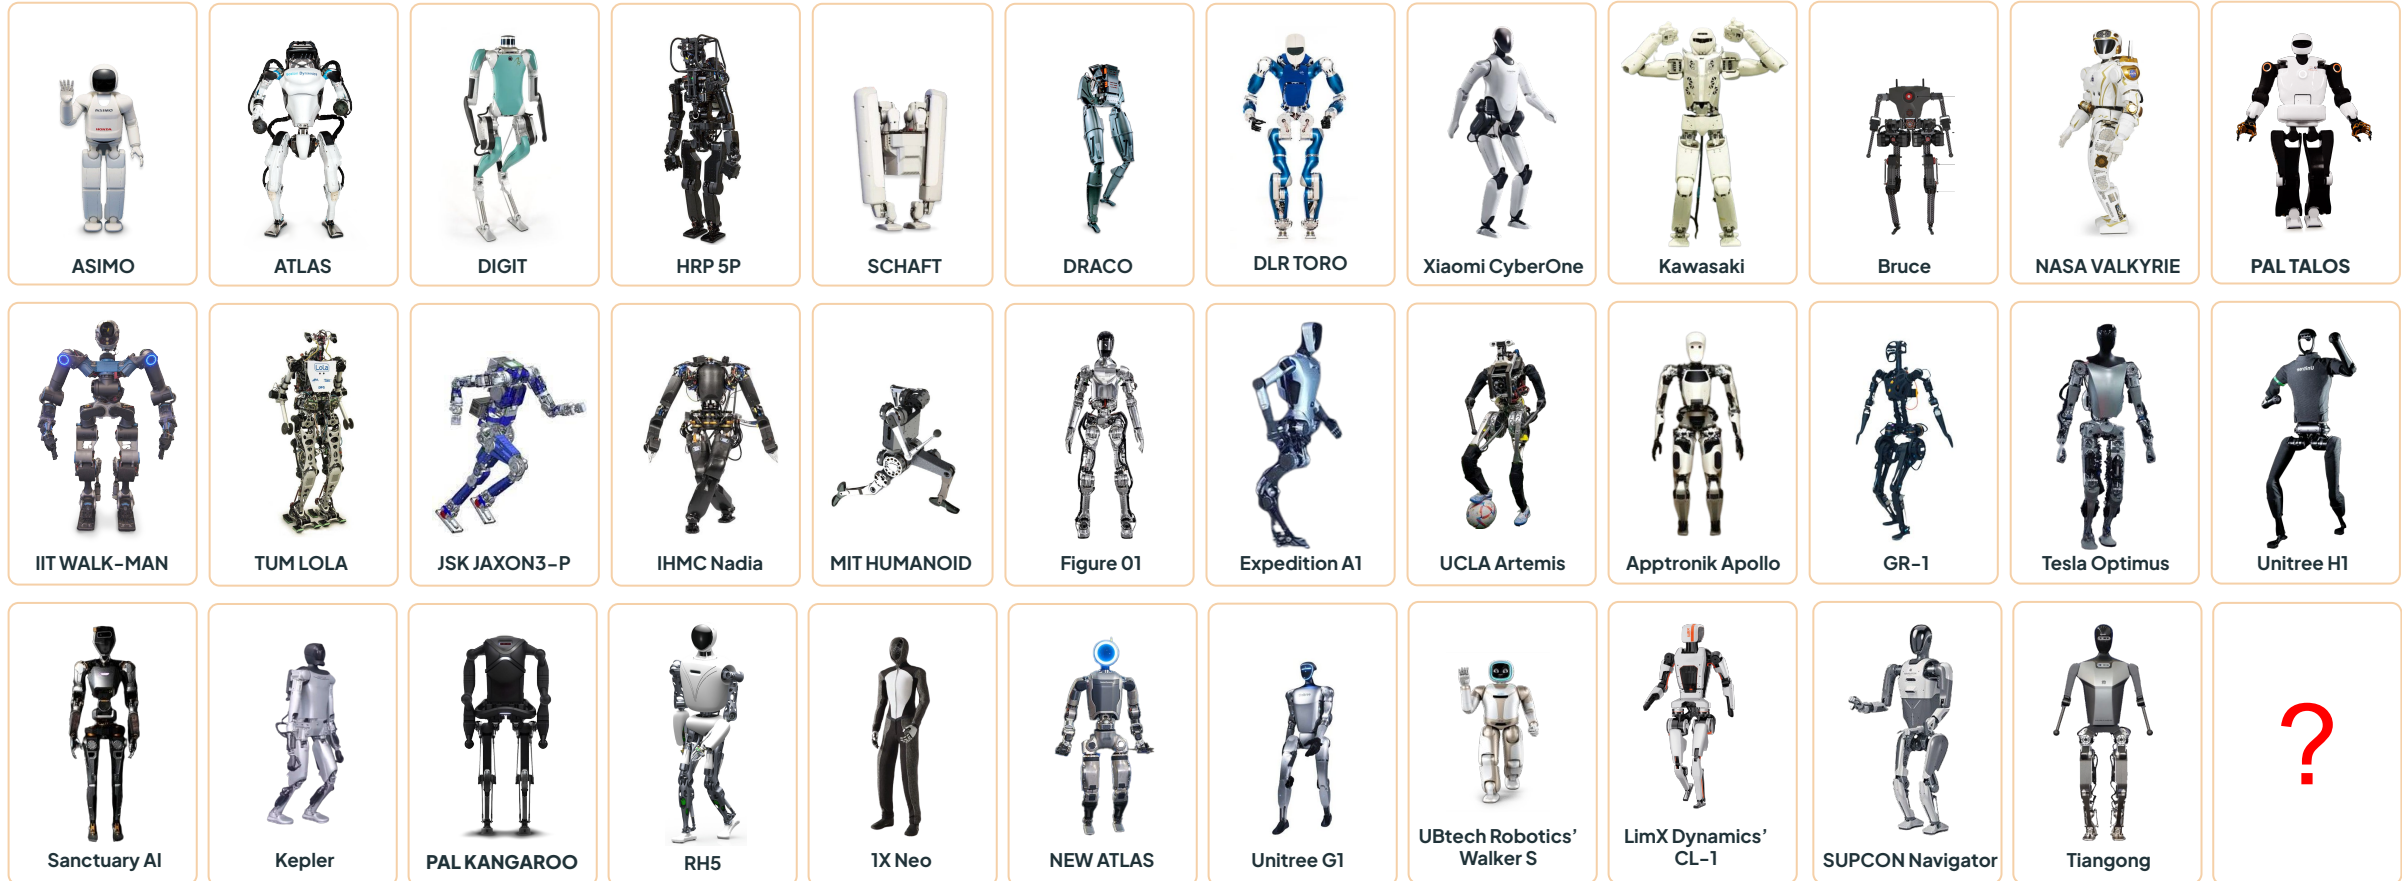 ASIMO
HONDA
ASIMO
ATLAS
DIGIT
HRP 5P
SCHAFT
DRACO
DLR TORO
Xiaomi CyberOne
Kawasaki
Bruce
NASA VALKYRIE
PAL TALOS
Lola
IIT WALK-MAN
TUM LOLA
JSK JAXON3-P
IHMC Nadia
MIT HUMANOID
Figure 01
Expedition A1
UCLA Artemis
Apptronik Apollo
GR-1
Tesla Optimus
Unitree H1
Sanctuary AI
Kepler
PAL KANGAROO
RH5
1X Neo
NEW ATLAS
Unitree G1
UBtech Robotics’
Walker S
LimX Dynamics’
CL-1
SUPCON Navigator
Tiangong
?